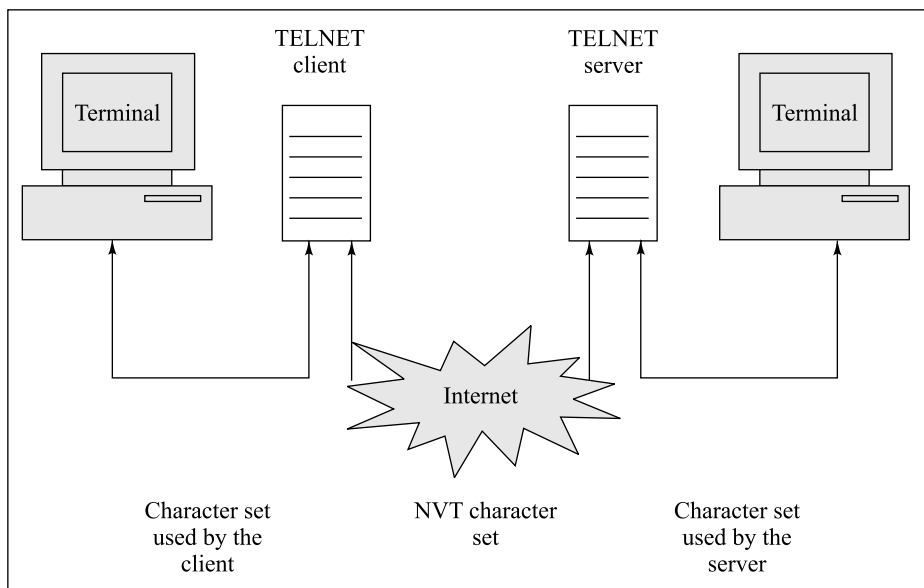 TELNET
client
TELNET
server
Terminal
Terminal
Internet
Character set
used by the
client
NVT character
set
Character set
used by the
server